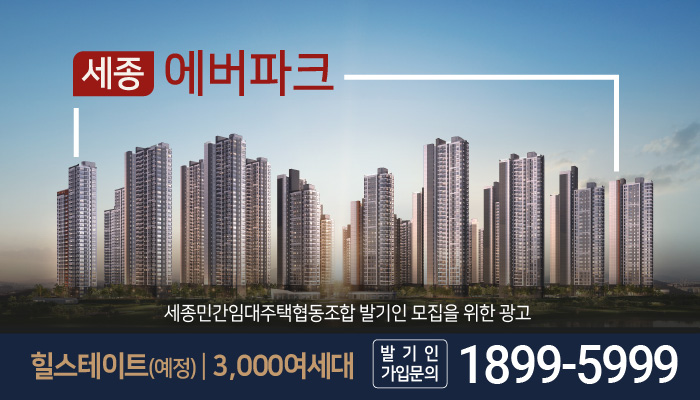 세종 에버파크
세종민간임대주택협동조합 발기인 모집을 위한 광고
힐스테이트(예정) | 3,000여세대
발 기 인
가입문의
1899-5999